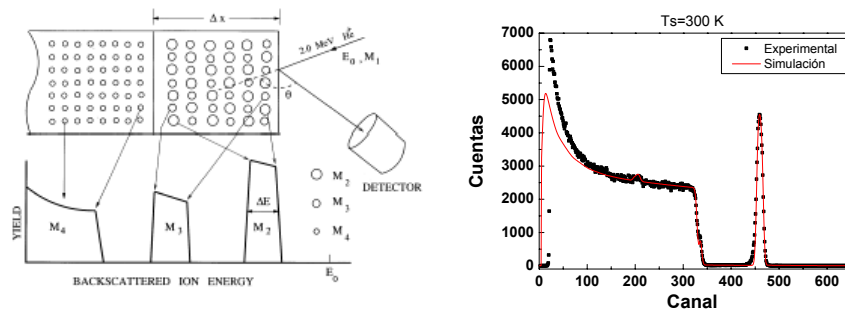 Δ x
2.0 MeV He
E₀ , M₁
θ
DETECTOR
M₂
M₃
M₄
YIELD
M₄
M₃
ΔE
M₂
E₀
BACKSCATTERED ION ENERGY
Ts=300 K
Experimental
Simulación
Cuentas
7000
6000
5000
4000
3000
2000
1000
0
0 100 200 300 400 500 600
Canal